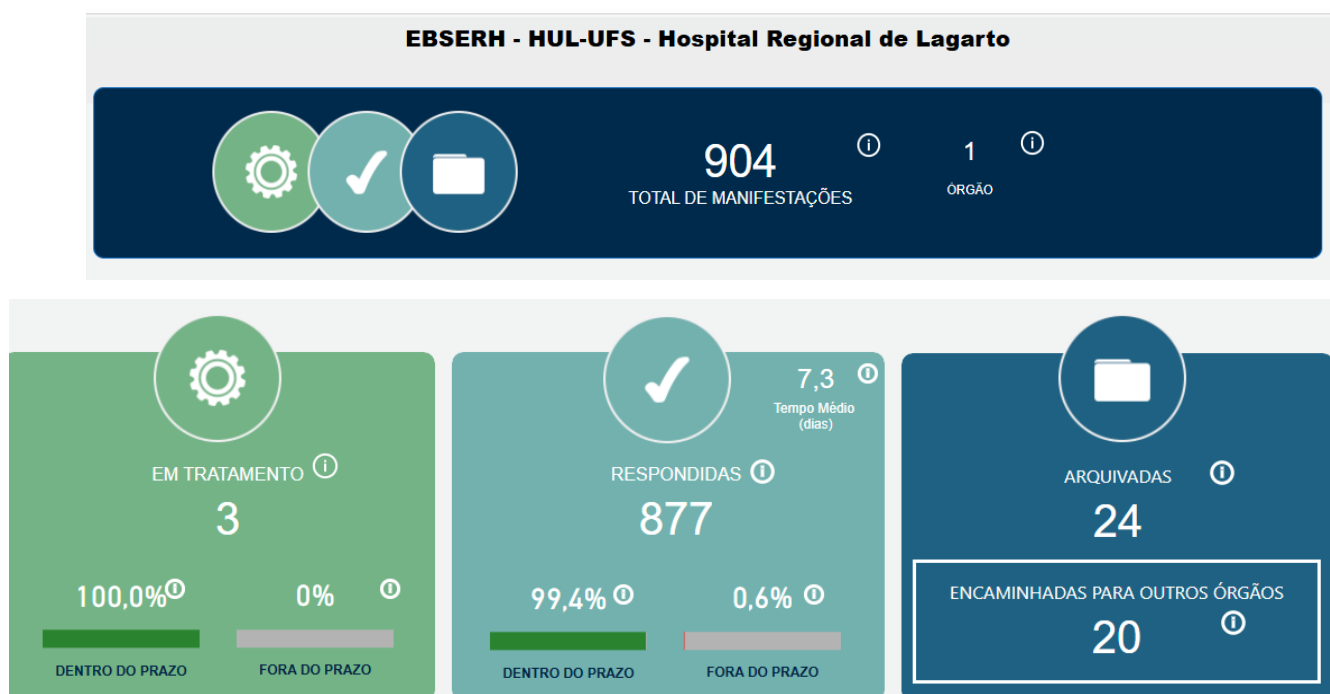 EBSERH - HUL-UFS - Hospital Regional de Lagarto
904
TOTAL DE MANIFESTAÇÕES
1
ÓRGÃO
EM TRATAMENTO
3
100,0%
DENTRO DO PRAZO
0%
FORA DO PRAZO
7,3
Tempo Médio
(dias)
RESPONDIDAS
877
99,4%
DENTRO DO PRAZO
0,6%
FORA DO PRAZO
ARQUIVADAS
24
ENCAMINHADAS PARA OUTROS ÓRGÃOS
20